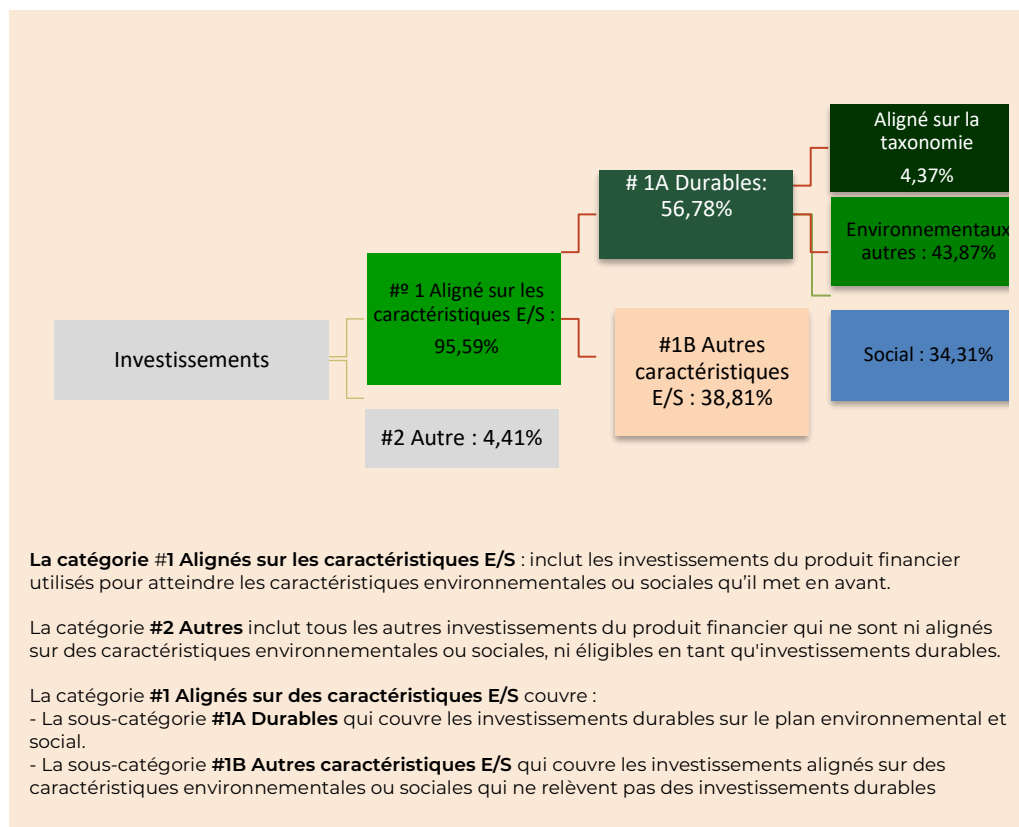 Aligné sur la
taxonomie
4,37%
# 1A Durables:
56,78%
Environnementaux
autres : 43,87%
#º 1 Aligné sur les
caractéristiques E/S :
95,59%
Investissements
#1B Autres
caractéristiques
E/S : 38,81%
Social : 34,31%
#2 Autre : 4,41%
La catégorie #1 Alignés sur les caractéristiques E/S : inclut les investissements du produit financier
utilisés pour atteindre les caractéristiques environnementales ou sociales qu’il met en avant.
La catégorie #2 Autres inclut tous les autres investissements du produit financier qui ne sont ni alignés
sur des caractéristiques environnementales ou sociales, ni éligibles en tant qu'investissements durables.
La catégorie #1 Alignés sur des caractéristiques E/S couvre :
- La sous-catégorie #1A Durables qui couvre les investissements durables sur le plan environnemental et
social.
- La sous-catégorie #1B Autres caractéristiques E/S qui couvre les investissements alignés sur des
caractéristiques environnementales ou sociales qui ne relèvent pas des investissements durables